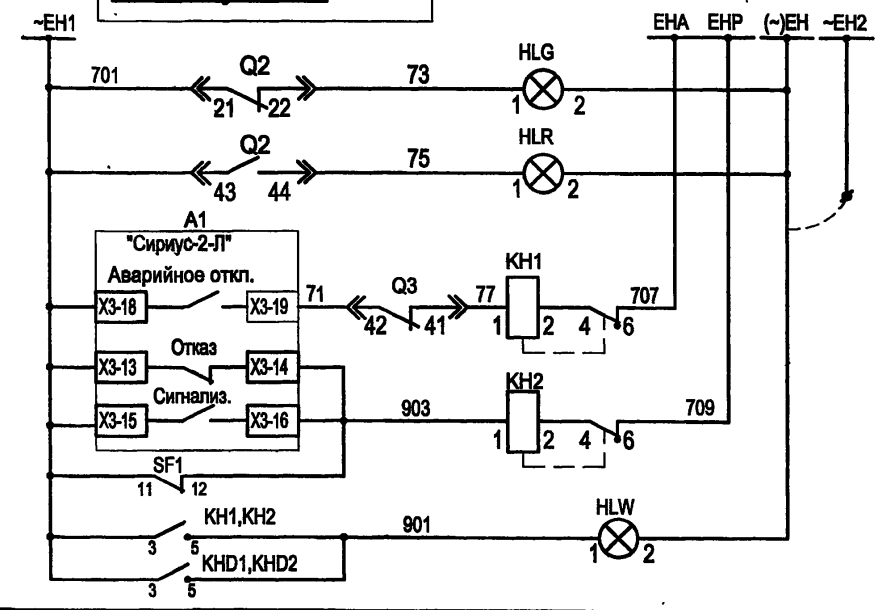 ~EH1 EHA EHP (~)EH ~EH2
701 Q2 73 HLG
21 22 1 2
Q2 75 HLR
43 44 1 2
A1
"Сириус-2-Л"
Аварийное откл.
X3-18 X3-19 71 Q3 77 KH1 707
42 41 1 2 4 6
Отказ
X3-13 X3-14
Сигнализ. KH2
X3-15 X3-16 903 709
1 2 4 6
SF1
11 12
KH1,KH2 901 HLW
3 5 1 2
KHD1,KHD2
3 5